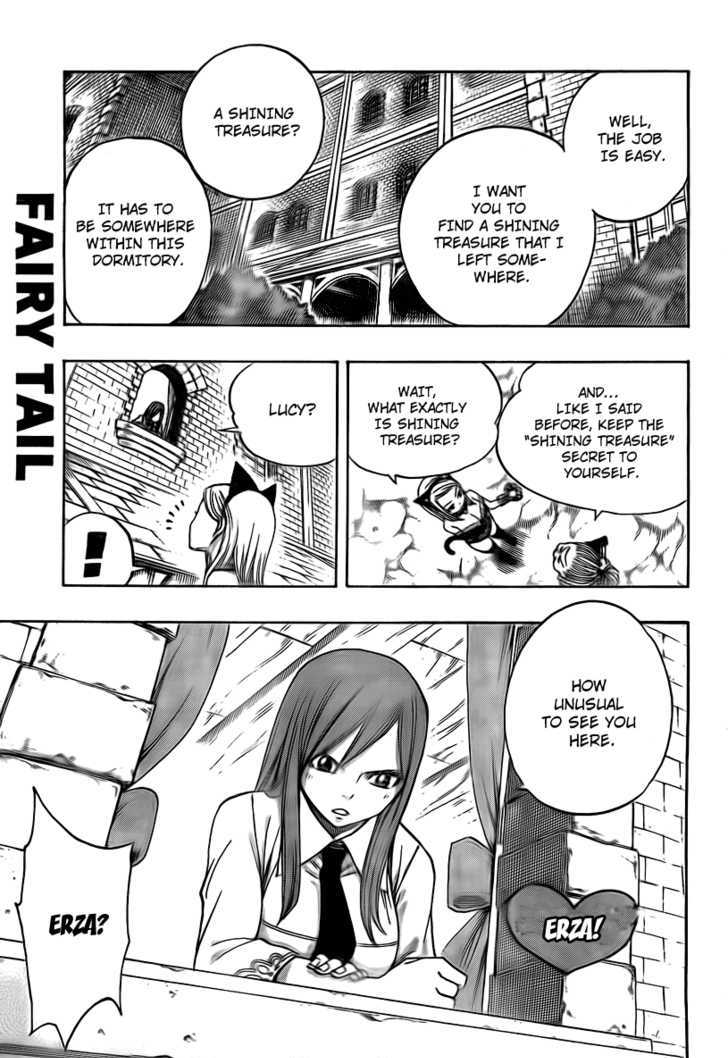 WELL,
THE JOB
IS EASY.
I WANT
YOU TO
FIND A SHINING
TREASURE THAT I
LEFT SOME-
WHERE.
A SHINING
TREASURE?
IT HAS TO
BE SOMEWHERE
WITHIN THIS
DORMITORY.
FAIRY TAIL
AND...
LIKE I SAID
BEFORE, KEEP THE
"SHINING TREASURE"
SECRET TO
YOURSELF.
WAIT,
WHAT EXACTLY
IS SHINING
TREASURE?
LUCY?
!
HOW
UNUSUAL
TO SEE YOU
HERE.
ERZA!
ERZA?